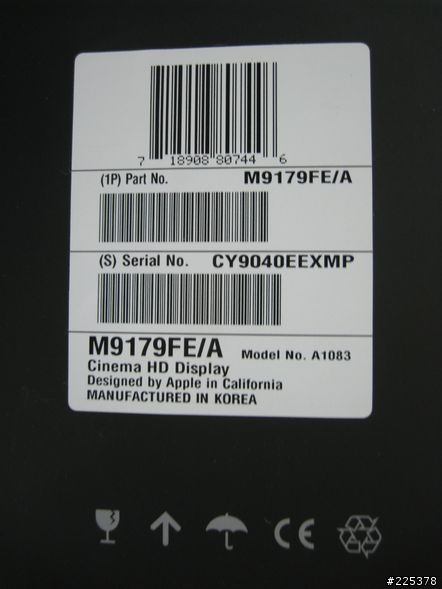 7 18908 80744 6
(1P) Part No. M9179FE/A
(S) Serial No. CY9040EEXMP
M9179FE/A Model No. A1083
Cinema HD Display
Designed by Apple in California
MANUFACTURED IN KOREA
CE
#225378